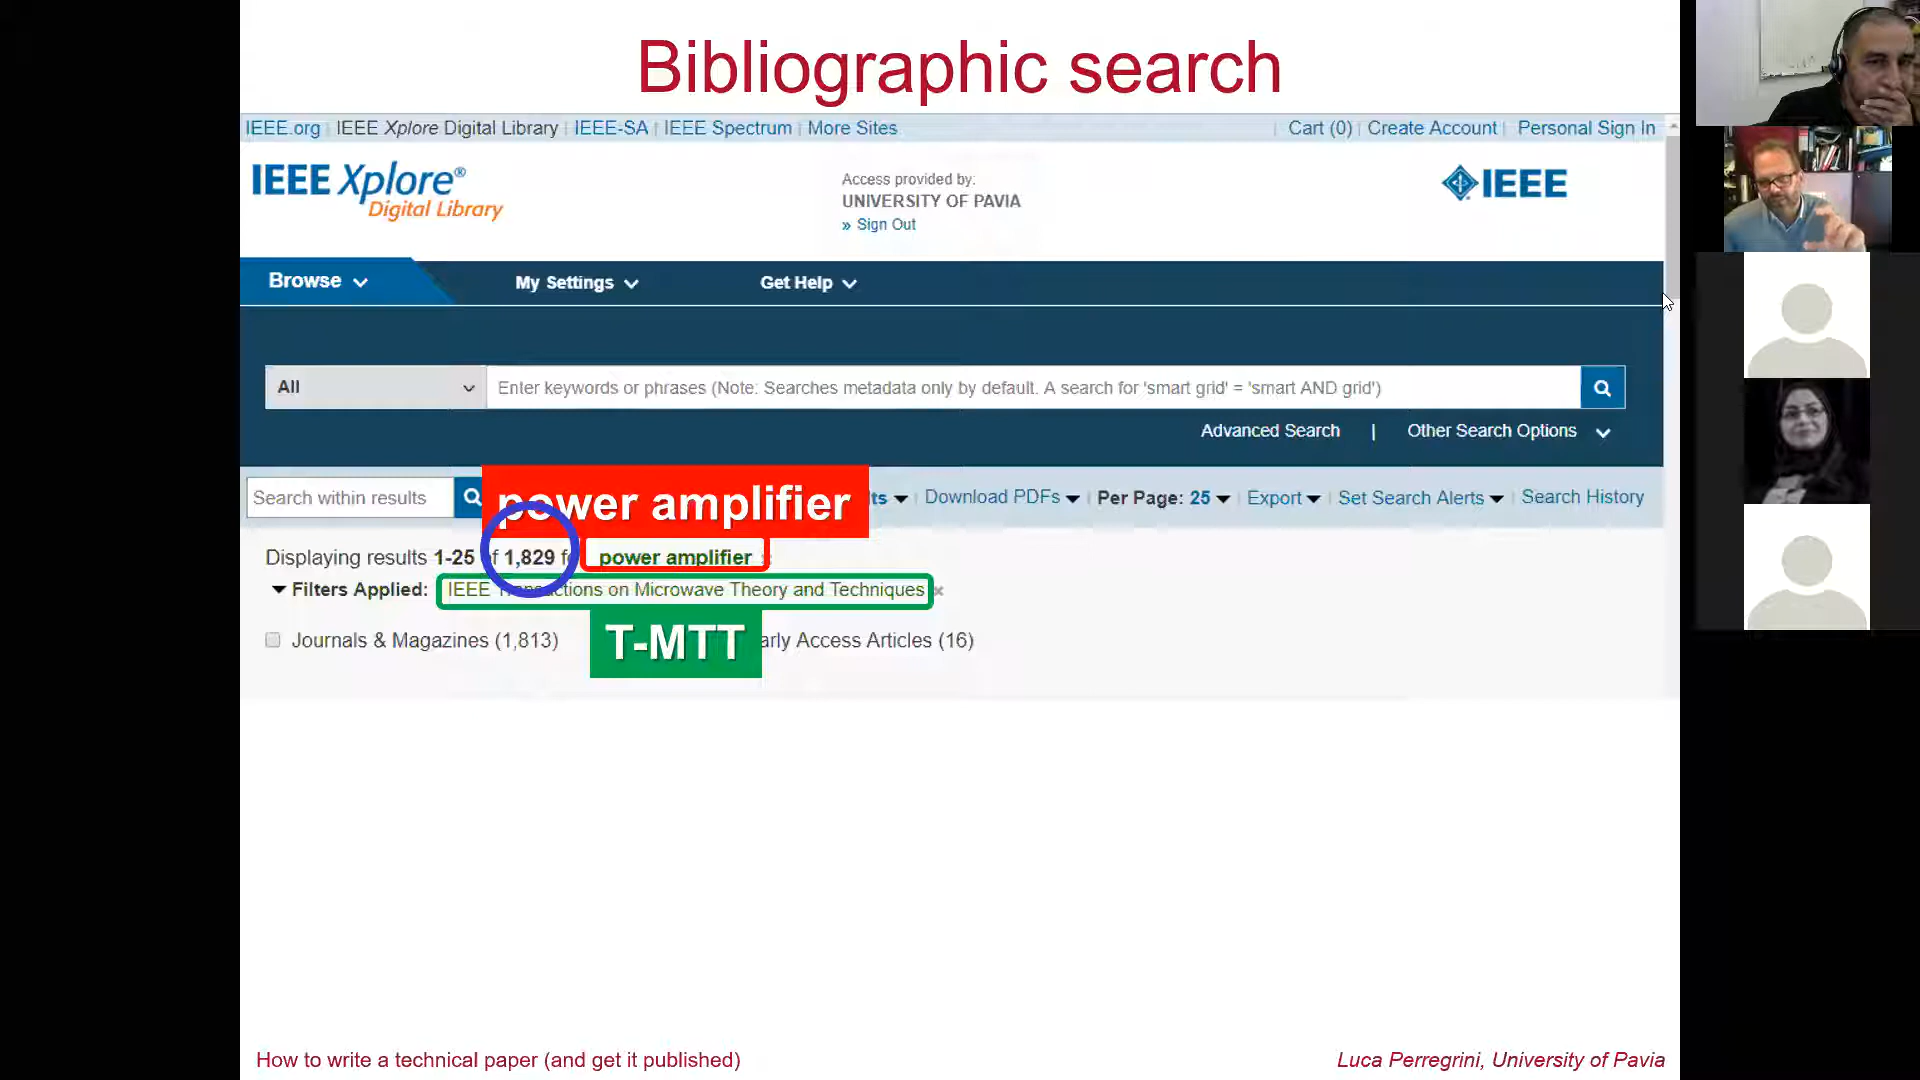 Bibliographic search
IEEE.org | IEEE Xplore Digital Library | IEEE-SA | IEEE Spectrum | More Sites
| Cart (0) | Create Account | Personal Sign In
IEEE Xplore®
Digital Library
Access provided by:
UNIVERSITY OF PAVIA
» Sign Out
IEEE
Browse
My Settings
Get Help
All
Enter keywords or phrases (Note: Searches metadata only by default. A search for 'smart grid' = 'smart AND grid')
Advanced Search | Other Search Options
Search within results
power amplifier
Download PDFs | Per Page: 25 | Export | Set Search Alerts | Search History
Displaying results 1-25 of 1,829 power amplifier ×
Filters Applied: IEEE Transactions on Microwave Theory and Techniques ×
Journals & Magazines (1,813)
T-MTT
Access Articles (16)
How to write a technical paper (and get it published)
Luca Perregrini, University of Pavia